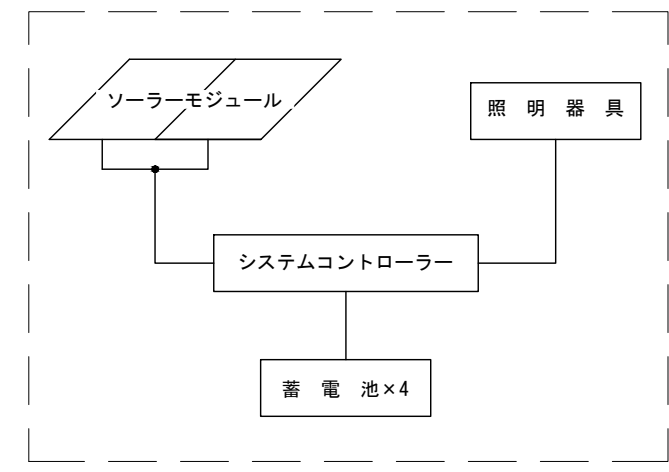 ソーラーモジュール
照 明 器 具
システムコントローラー
蓄 電 池×4